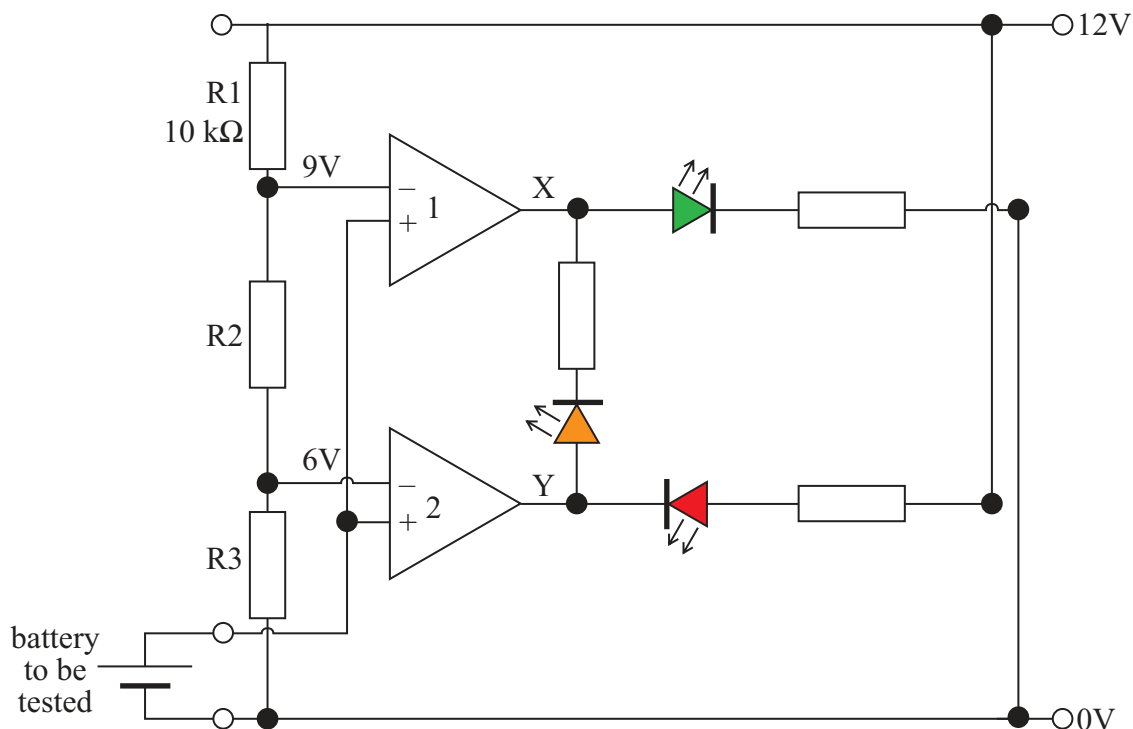 12V
R1
10 kΩ
9V
X
−
1
+
R2
6V
Y
−
2
+
R3
battery
to be
tested
0V